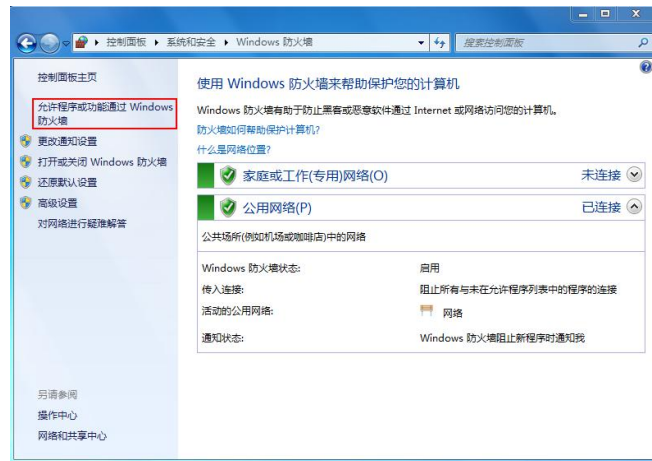 控制面板 系统和安全 Windows 防火墙
搜索控制面板
控制面板主页
允许程序或功能通过 Windows
防火墙
更改通知设置
打开或关闭 Windows 防火墙
还原默认设置
高级设置
对网络进行疑难解答
另请参阅
操作中心
网络和共享中心
使用 Windows 防火墙来帮助保护您的计算机
Windows 防火墙有助于防止黑客或恶意软件通过 Internet 或网络访问您的计算机。
防火墙如何帮助保护计算机?
什么是网络位置?
家庭或工作(专用)网络(O) 未连接
公用网络(P) 已连接
公共场所(例如机场或咖啡店)中的网络
Windows 防火墙状态: 启用
传入连接: 阻止所有与未在允许程序列表中的程序的连接
活动的公用网络: 网络
通知状态: Windows 防火墙阻止新程序时通知我